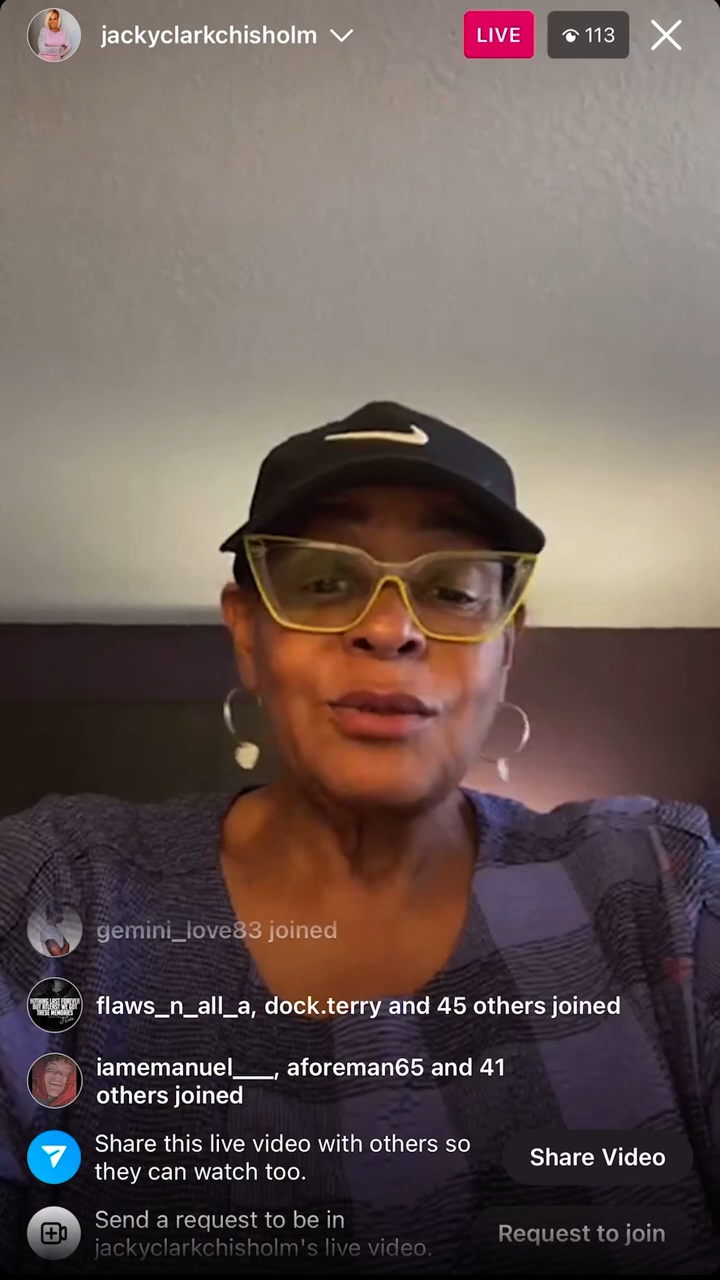 jackyclarkchisholm
LIVE
113
gemini_love83 joined
flaws_n_all_a, dock.terry and 45 others joined
iamemanuel___, aforeman65 and 41
others joined
Share this live video with others so
they can watch too.
Share Video
Send a request to be in
jackyclarkchisholm's live video.
Request to join